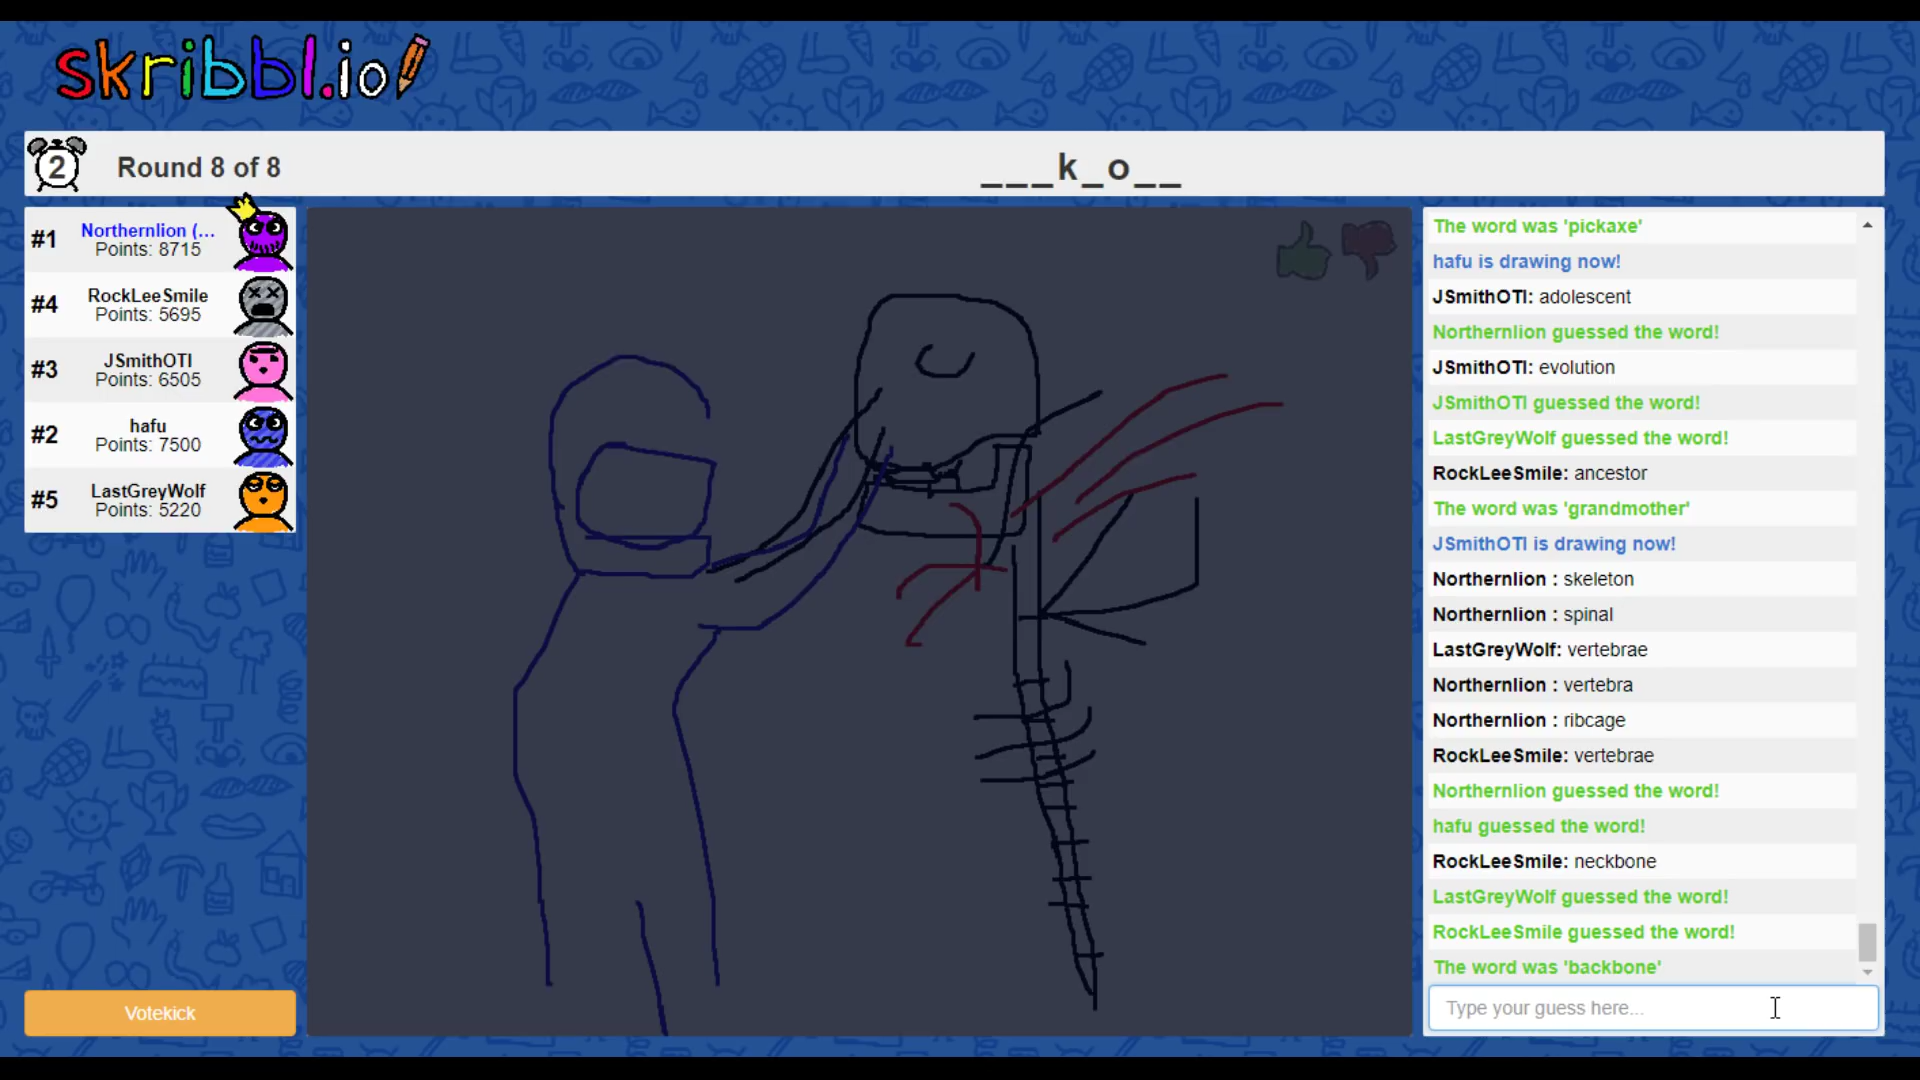 skribbl.io
2
Round 8 of 8
___k_o__
#1
Northernlion (...
Points: 8715
#4
RockLeeSmile
Points: 5695
#3
JSmithOTI
Points: 6505
#2
hafu
Points: 7500
#5
LastGreyWolf
Points: 5220
Votekick
The word was 'pickaxe'
hafu is drawing now!
JSmithOTI: adolescent
Northernlion guessed the word!
JSmithOTI: evolution
JSmithOTI guessed the word!
LastGreyWolf guessed the word!
RockLeeSmile: ancestor
The word was 'grandmother'
JSmithOTI is drawing now!
Northernlion : skeleton
Northernlion : spinal
LastGreyWolf: vertebrae
Northernlion : vertebra
Northernlion : ribcage
RockLeeSmile: vertebrae
Northernlion guessed the word!
hafu guessed the word!
RockLeeSmile: neckbone
LastGreyWolf guessed the word!
RockLeeSmile guessed the word!
The word was 'backbone'
Type your guess here...